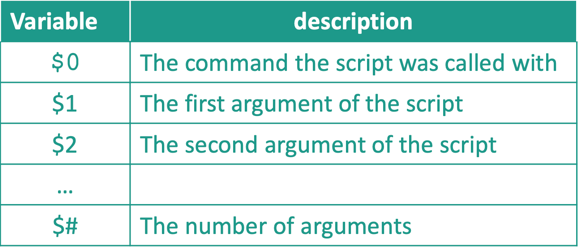 Variable description
$0 The command the script was called with
$1 The first argument of the script
$2 The second argument of the script
...
$# The number of arguments